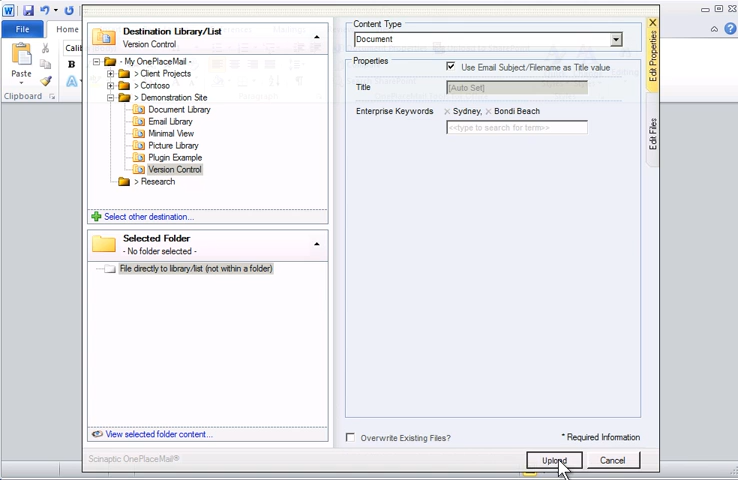 W
File
Home
Calib
Paste
B
Clipboard
Destination Library/List
Version Control
- My OnePlaceMail -
> Client Projects
> Contoso
> Demonstration Site
Document Library
Email Library
Minimal View
Picture Library
Plugin Example
Version Control
> Research
Select other destination...
Selected Folder
- No folder selected -
File directly to library/list (not within a folder)
View selected folder content...
Scinaptic OnePlaceMail®
Content Type
Document
Properties
Use Email Subject/Filename as Title value
Title
[Auto Set]
Enterprise Keywords
Sydney,
Bondi Beach
<<type to search for term>>
Overwrite Existing Files?
* Required Information
Upload
Cancel
Edit Properties
Edit Files